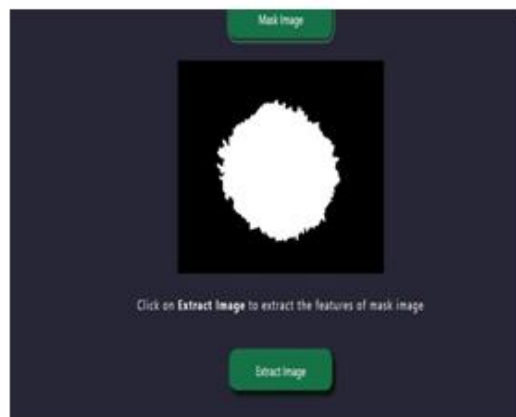 Mask Image
Click on Extract Image to extract the features of mask image
Extract Image